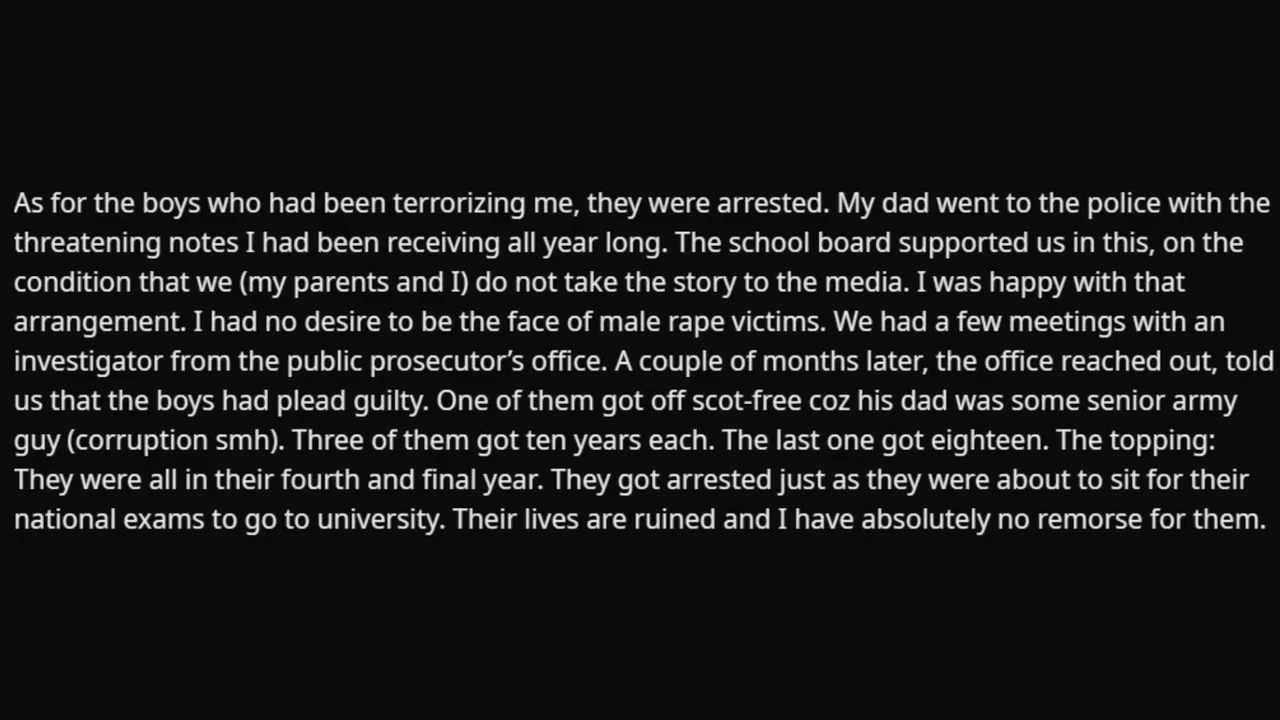 As for the boys who had been terrorizing me, they were arrested. My dad went to the police with the
threatening notes I had been receiving all year long. The school board supported us in this, on the
condition that we (my parents and I) do not take the story to the media. I was happy with that
arrangement. I had no desire to be the face of male rape victims. We had a few meetings with an
investigator from the public prosecutor’s office. A couple of months later, the office reached out, told
us that the boys had plead guilty. One of them got off scot-free coz his dad was some senior army
guy (corruption smh). Three of them got ten years each. The last one got eighteen. The topping:
They were all in their fourth and final year. They got arrested just as they were about to sit for their
national exams to go to university. Their lives are ruined and I have absolutely no remorse for them.